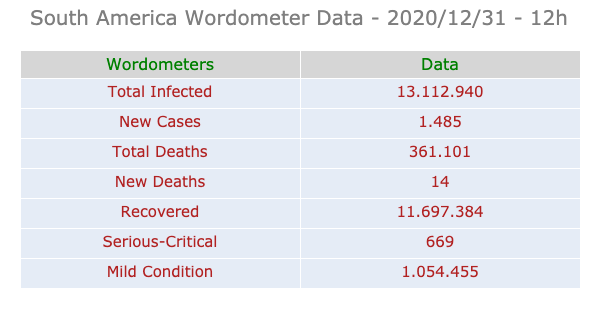 South America Wordometer Data - 2020/12/31 - 12h
Wordometers Data
Total Infected 13.112.940
New Cases 1.485
Total Deaths 361.101
New Deaths 14
Recovered 11.697.384
Serious-Critical 669
Mild Condition 1.054.455